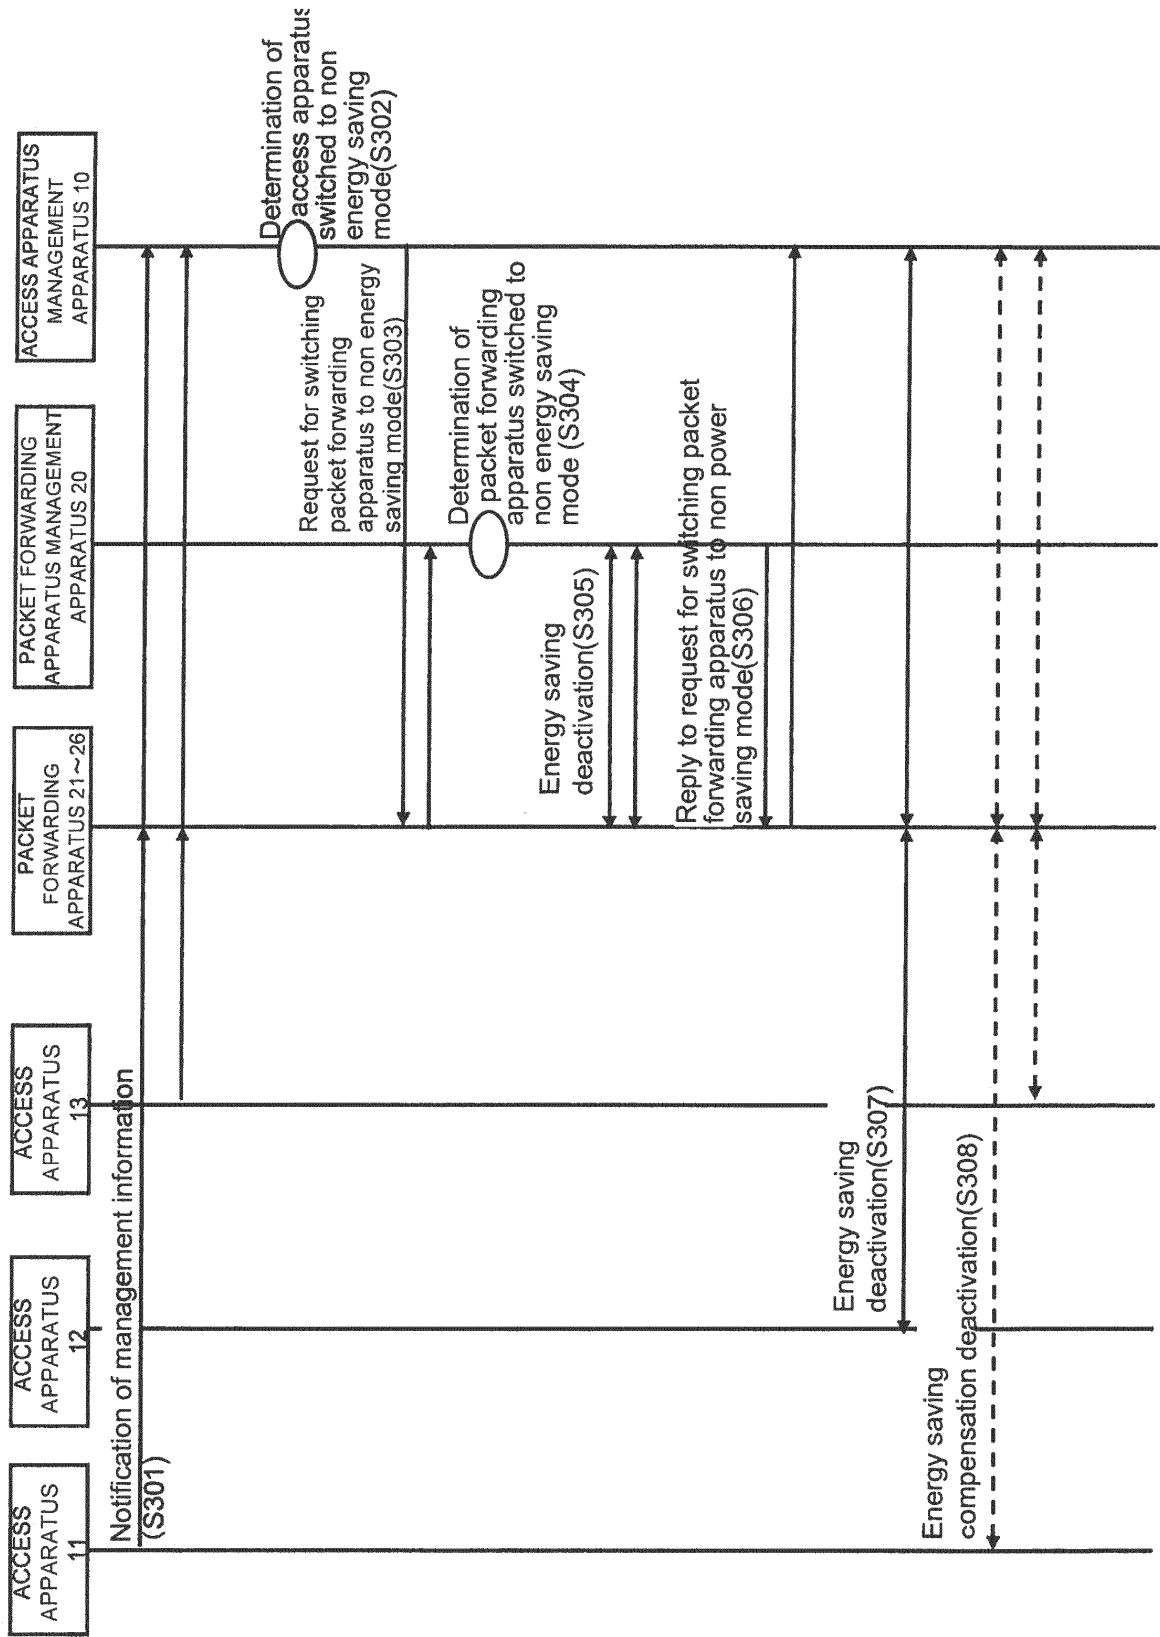 ACCESS
APPARATUS
11
ACCESS
APPARATUS
12
ACCESS
APPARATUS
13
PACKET
FORWARDING
APPARATUS 21~26
PACKET FORWARDING
APPARATUS MANAGEMENT
APPARATUS 20
ACCESS APPARATUS
MANAGEMENT
APPARATUS 10
Notification of management information
(S301)
Determination of
access apparatus
switched to non
energy saving
mode(S302)
Request for switching
packet forwarding
apparatus to non energy
saving mode(S303)
Determination of
packet forwarding
apparatus switched to
non energy saving
mode (S304)
Energy saving
deactivation(S305)
Reply to request for switching packet
forwarding apparatus to non power
saving mode(S306)
Energy saving
deactivation(S307)
Energy saving
compensation deactivation(S308)